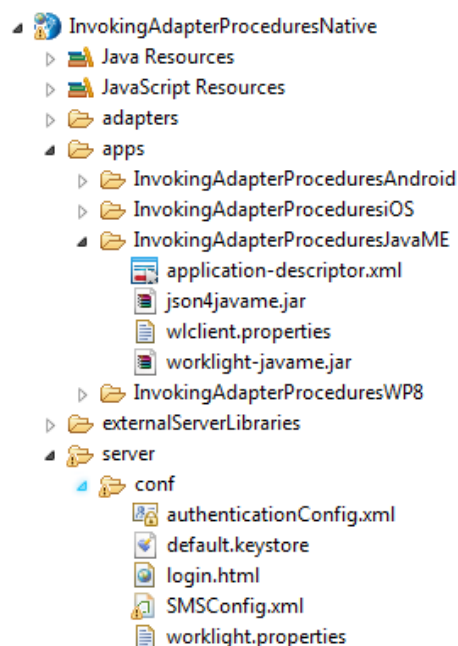 InvokingAdapterProceduresNative
Java Resources
JavaScript Resources
adapters
apps
InvokingAdapterProceduresAndroid
InvokingAdapterProceduresiOS
InvokingAdapterProceduresJavaME
application-descriptor.xml
json4javame.jar
wlclient.properties
worklight-javame.jar
InvokingAdapterProceduresWP8
externalServerLibraries
server
conf
authenticationConfig.xml
default.keystore
login.html
SMSConfig.xml
worklight.properties